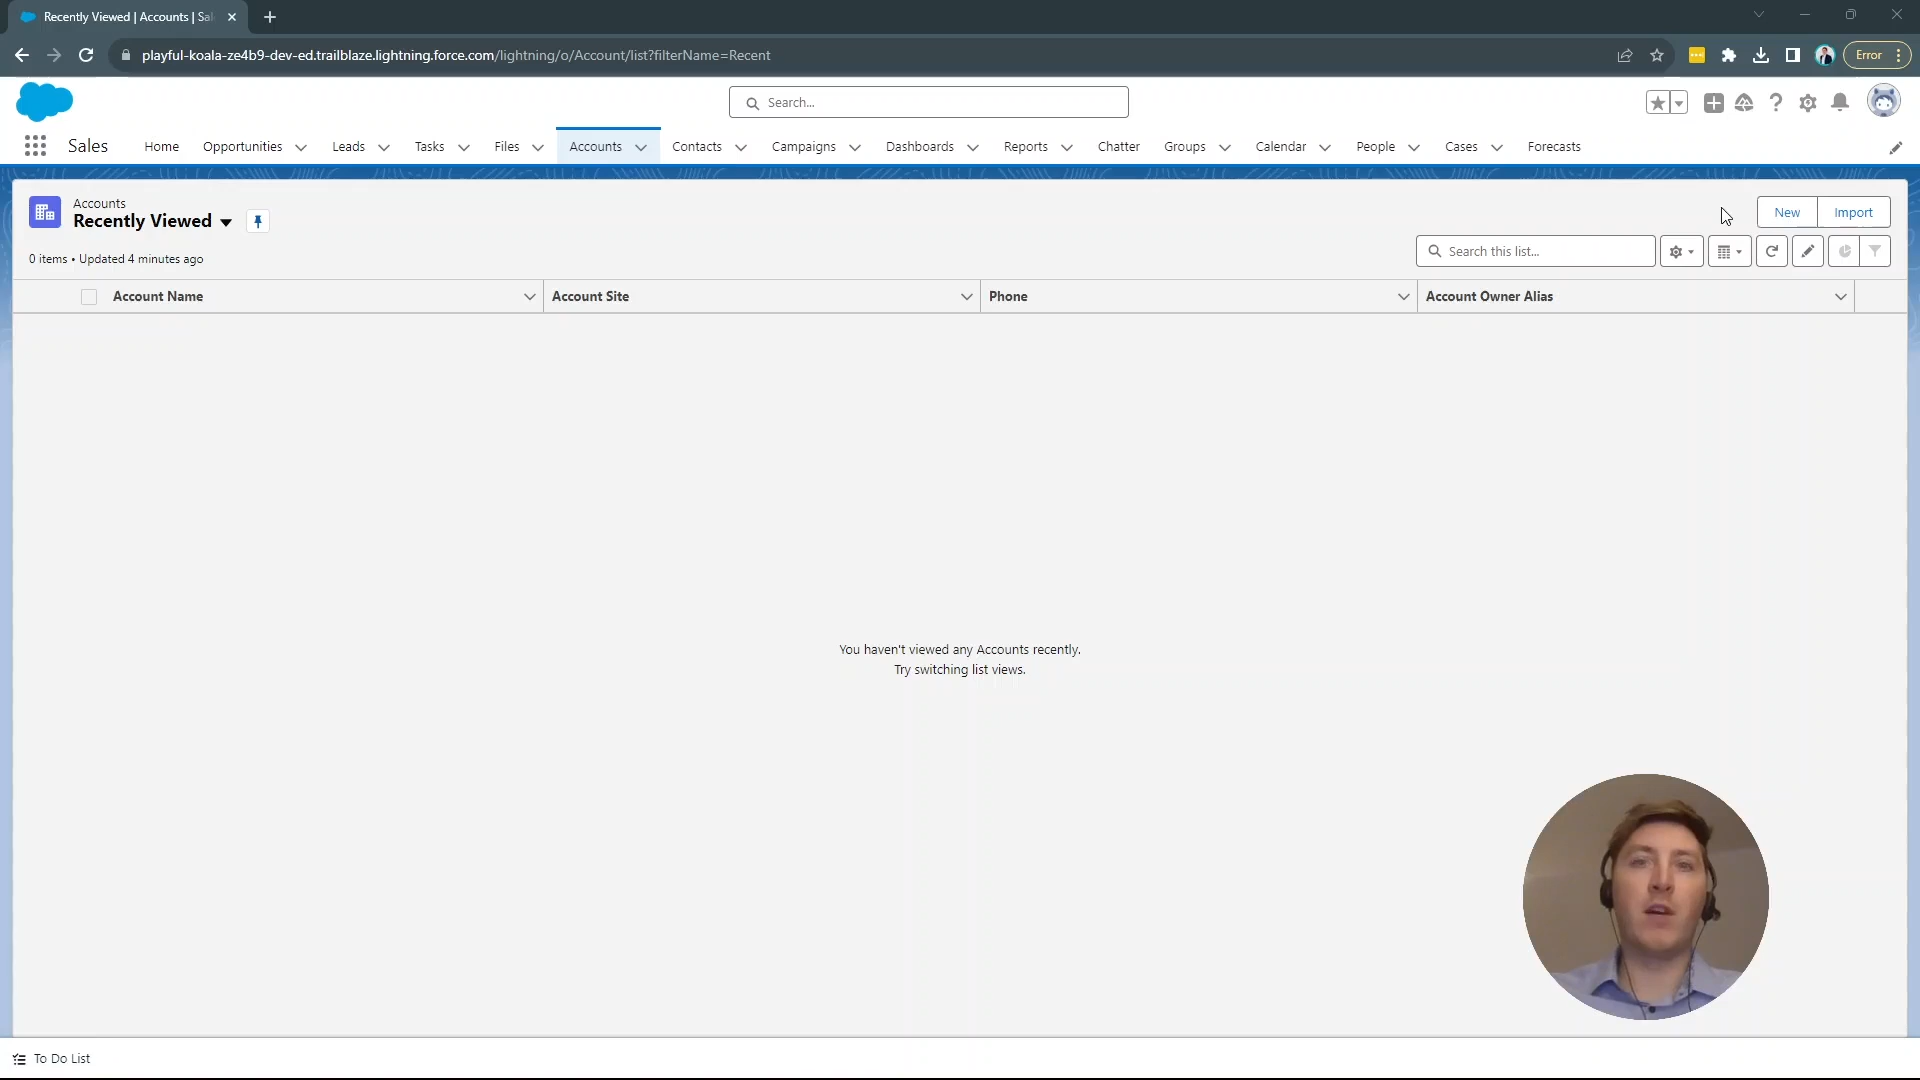 Recently Viewed | Accounts | Sal
playful-koala-ze4b9-dev-ed.trailblaze.lightning.force.com/lightning/o/Account/list?filterName=Recent
Error
Search...
Sales
Home
Opportunities
Leads
Tasks
Files
Accounts
Contacts
Campaigns
Dashboards
Reports
Chatter
Groups
Calendar
People
Cases
Forecasts
Accounts
Recently Viewed
New
Import
0 items • Updated 4 minutes ago
Search this list...
Account Name
Account Site
Phone
Account Owner Alias
You haven't viewed any Accounts recently.
Try switching list views.
To Do List